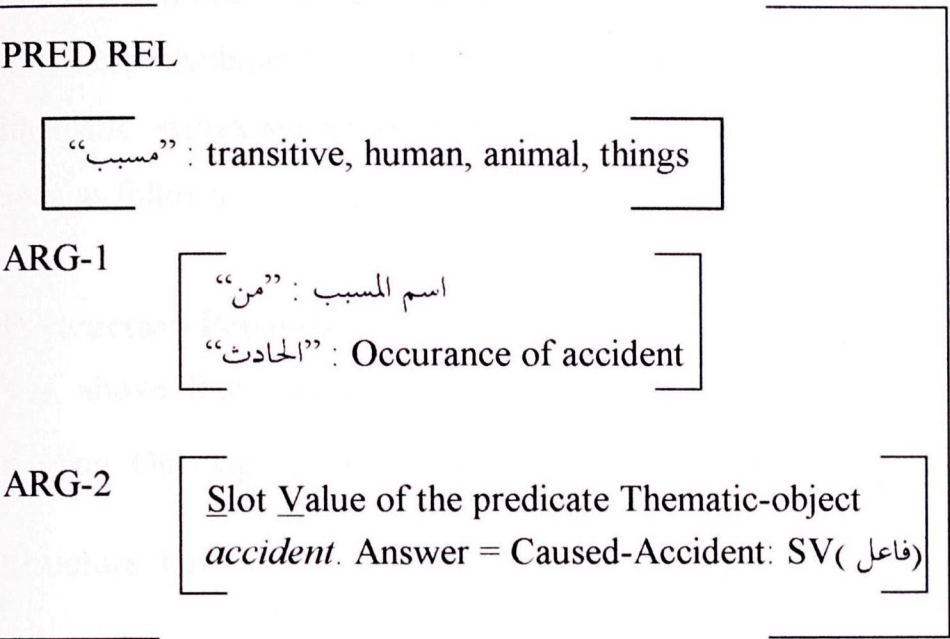 PRED REL
“مسبب” : transitive, human, animal, things
ARG-1
اسم المسبب : “من”
“الحادث” : Occurance of accident
ARG-2
Slot Value of the predicate Thematic-object
accident. Answer = Caused-Accident: SV( فاعل)